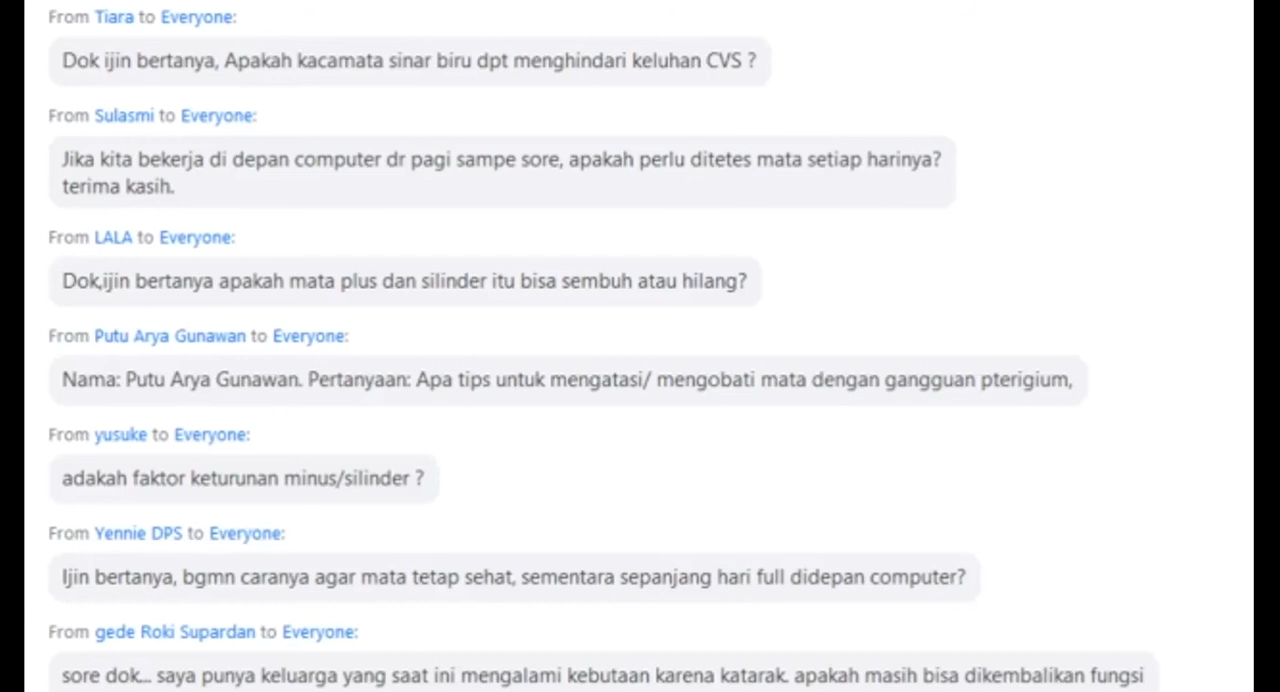 From Tiara to Everyone:
Dok ijin bertanya, Apakah kacamata sinar biru dpt menghindari keluhan CVS ?
From Sulasmi to Everyone:
Jika kita bekerja di depan computer dr pagi sampe sore, apakah perlu ditetes mata setiap harinya?
terima kasih.
From LALA to Everyone:
Dok,ijin bertanya apakah mata plus dan silinder itu bisa sembuh atau hilang?
From Putu Arya Gunawan to Everyone:
Nama: Putu Arya Gunawan. Pertanyaan: Apa tips untuk mengatasi/ mengobati mata dengan gangguan pterigium,
From yusuke to Everyone:
adakah faktor keturunan minus/silinder ?
From Yennie DPS to Everyone:
Ijin bertanya, bgmn caranya agar mata tetap sehat, sementara sepanjang hari full didepan computer?
From gede Roki Supardan to Everyone:
sore dok... saya punya keluarga yang saat ini mengalami kebutaan karena katarak. apakah masih bisa dikembalikan fungsi